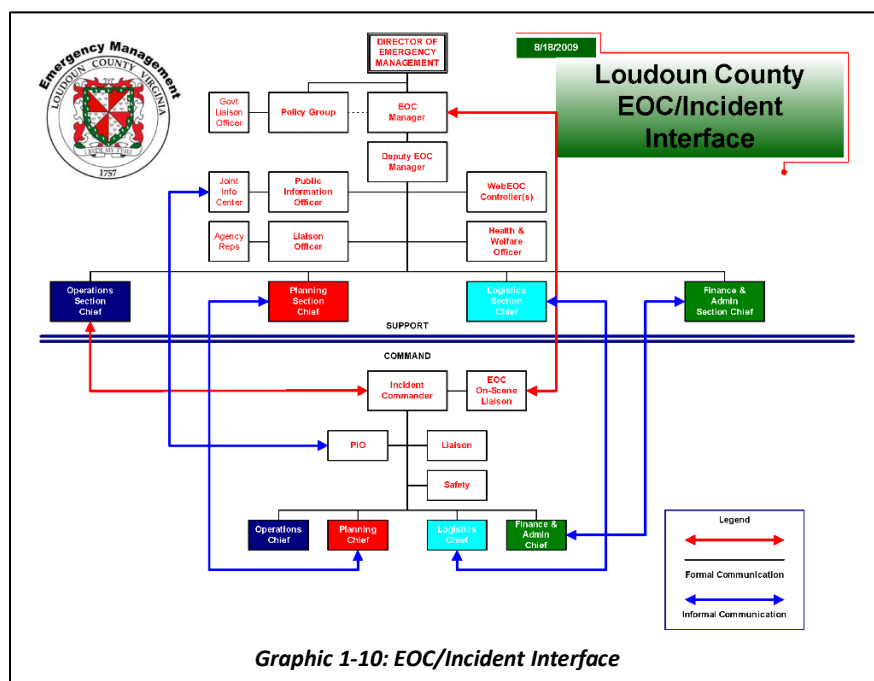 DIRECTOR OF
EMERGENCY
MANAGEMENT
8/18/2009
Loudoun County
EOC/Incident
Interface
Emergency Management
LOUDOUN COUNTY VIRGINIA
I BYDE MY TYME
1757
Govt
Liaison
Officer
Policy Group
EOC
Manager
Deputy EOC
Manager
Joint
Info
Center
Public
Information
Officer
WebEOC
Controller(s)
Agency
Reps
Liaison
Officer
Health &
Welfare
Officer
Operations
Section
Chief
Planning
Section
Chief
Logistics
Section
Chief
Finance &
Admin
Section Chief
SUPPORT
COMMAND
Incident
Commander
EOC
On-Scene
Liaison
PIO
Liaison
Safety
Operations
Chief
Planning
Chief
Logistics
Chief
Finance &
Admin
Chief
Legend
Formal Communication
Informal Communication
Graphic 1-10: EOC/Incident Interface